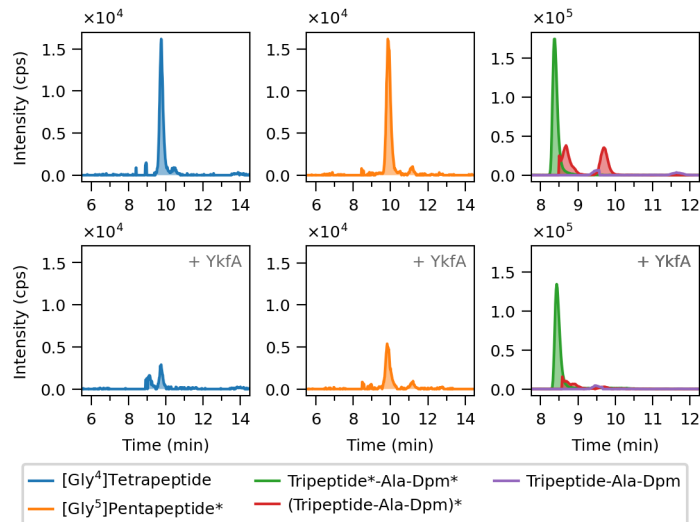 ×10⁴ ×10⁴ ×10⁵
Intensity (cps)
1.5
1.0
0.5
0.0
6 8 10 12 14
1.5
1.0
0.5
0.0
6 8 10 12 14
1.5
1.0
0.5
0.0
8 9 10 11 12
×10⁴ ×10⁴ ×10⁵
Intensity (cps)
+ YkfA
1.5
1.0
0.5
0.0
6 8 10 12 14
Time (min)
+ YkfA
1.5
1.0
0.5
0.0
6 8 10 12 14
Time (min)
+ YkfA
1.5
1.0
0.5
0.0
8 9 10 11 12
Time (min)
[Gly⁴]Tetrapeptide Tripeptide*-Ala-Dpm* Tripeptide-Ala-Dpm
[Gly⁵]Pentapeptide* (Tripeptide-Ala-Dpm)*